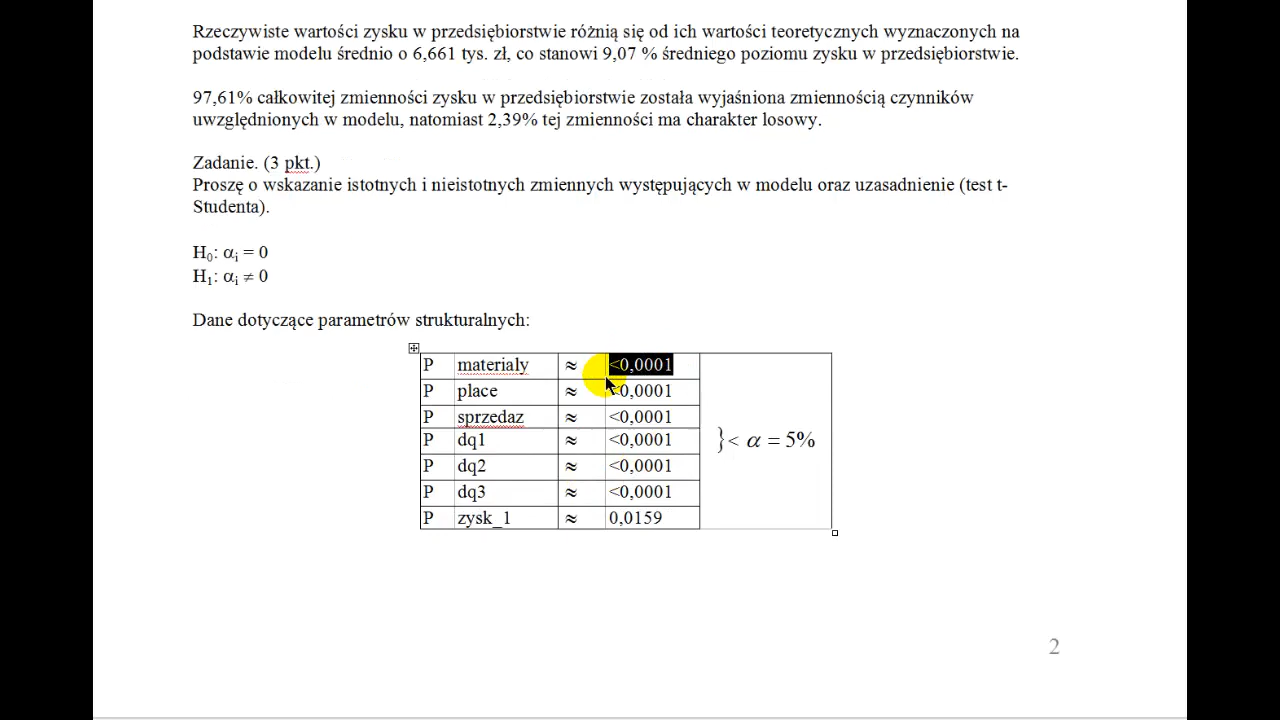 Rzeczywiste wartości zysku w przedsiębiorstwie różnią się od ich wartości teoretycznych wyznaczonych na
podstawie modelu średnio o 6,661 tys. zł, co stanowi 9,07 % średniego poziomu zysku w przedsiębiorstwie.
97,61% całkowitej zmienności zysku w przedsiębiorstwie została wyjaśniona zmiennością czynników
uwzględnionych w modelu, natomiast 2,39% tej zmienności ma charakter losowy.
Zadanie. (3 pkt.)
Proszę o wskazanie istotnych i nieistotnych zmiennych występujących w modelu oraz uzasadnienie (test t-
Studenta).
H₀: αᵢ = 0
H₁: αᵢ ≠ 0
Dane dotyczące parametrów strukturalnych:
P materialy ≈ <0,0001
P place ≈ <0,0001
P sprzedaz ≈ <0,0001
P dq1 ≈ <0,0001 }< α = 5%
P dq2 ≈ <0,0001
P dq3 ≈ <0,0001
P zysk_1 ≈ 0,0159
2